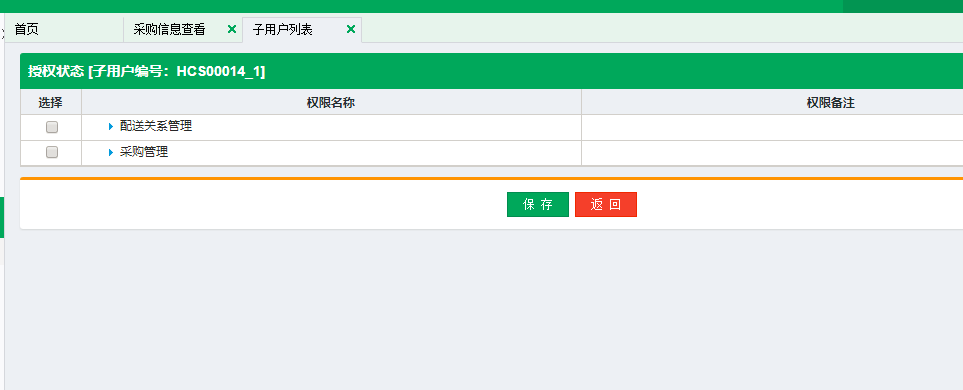 首页 采购信息查看 子用户列表
授权状态 [子用户编号：HCS00014_1]
选择 权限名称 权限备注
配送关系管理
采购管理
保 存 返 回